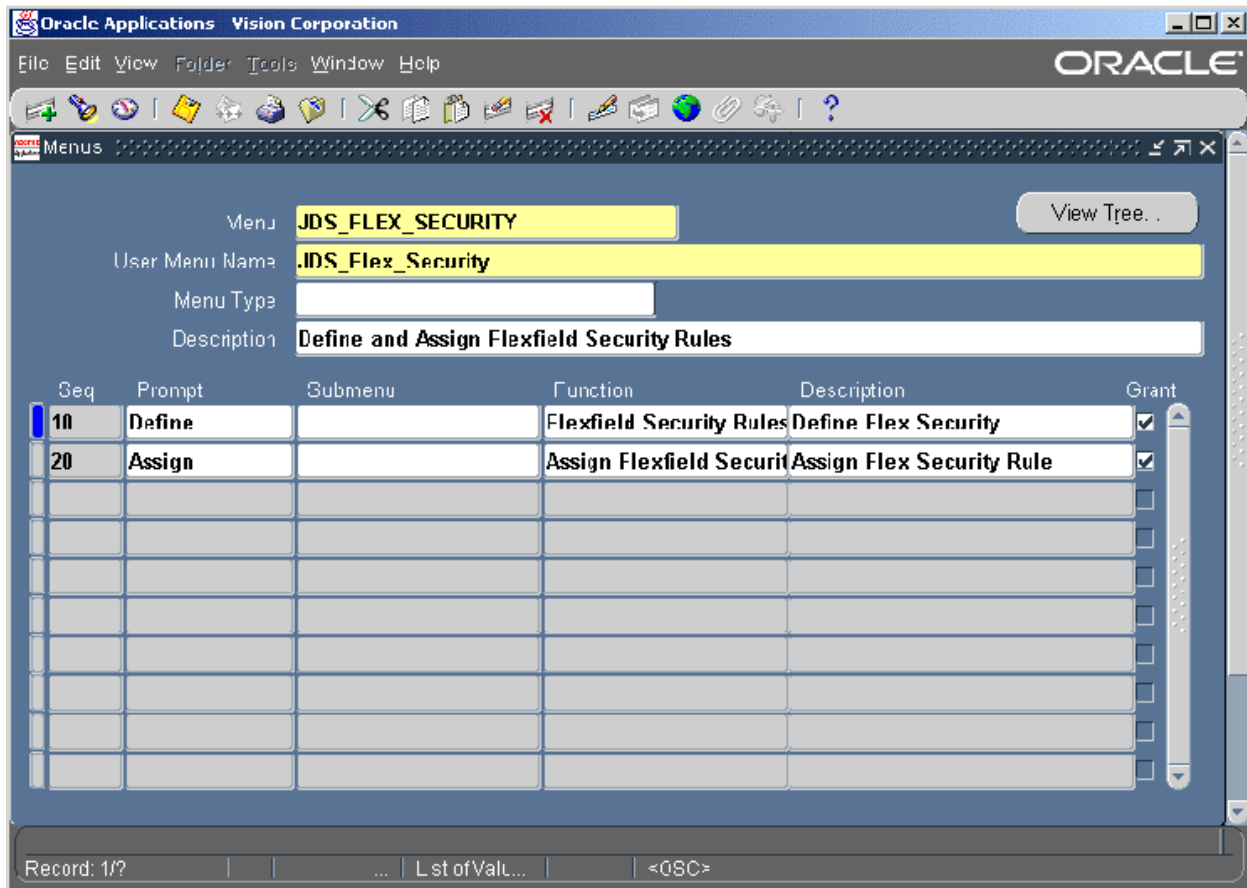 Oracle Applications Vision Corporation
File Edit View Folder Tools Window Help
ORACLE
Menus
Menu JDS_FLEX_SECURITY View Tree. .
User Menu Name JDS_Flex_Security
Menu Type
Description Define and Assign Flexfield Security Rules
Seq Prompt Submenu Function Description Grant
10 Define Flexfield Security Rules Define Flex Security
20 Assign Assign Flexfield Securit Assign Flex Security Rule
Record: 1/? ... List of Valu... <OSC>